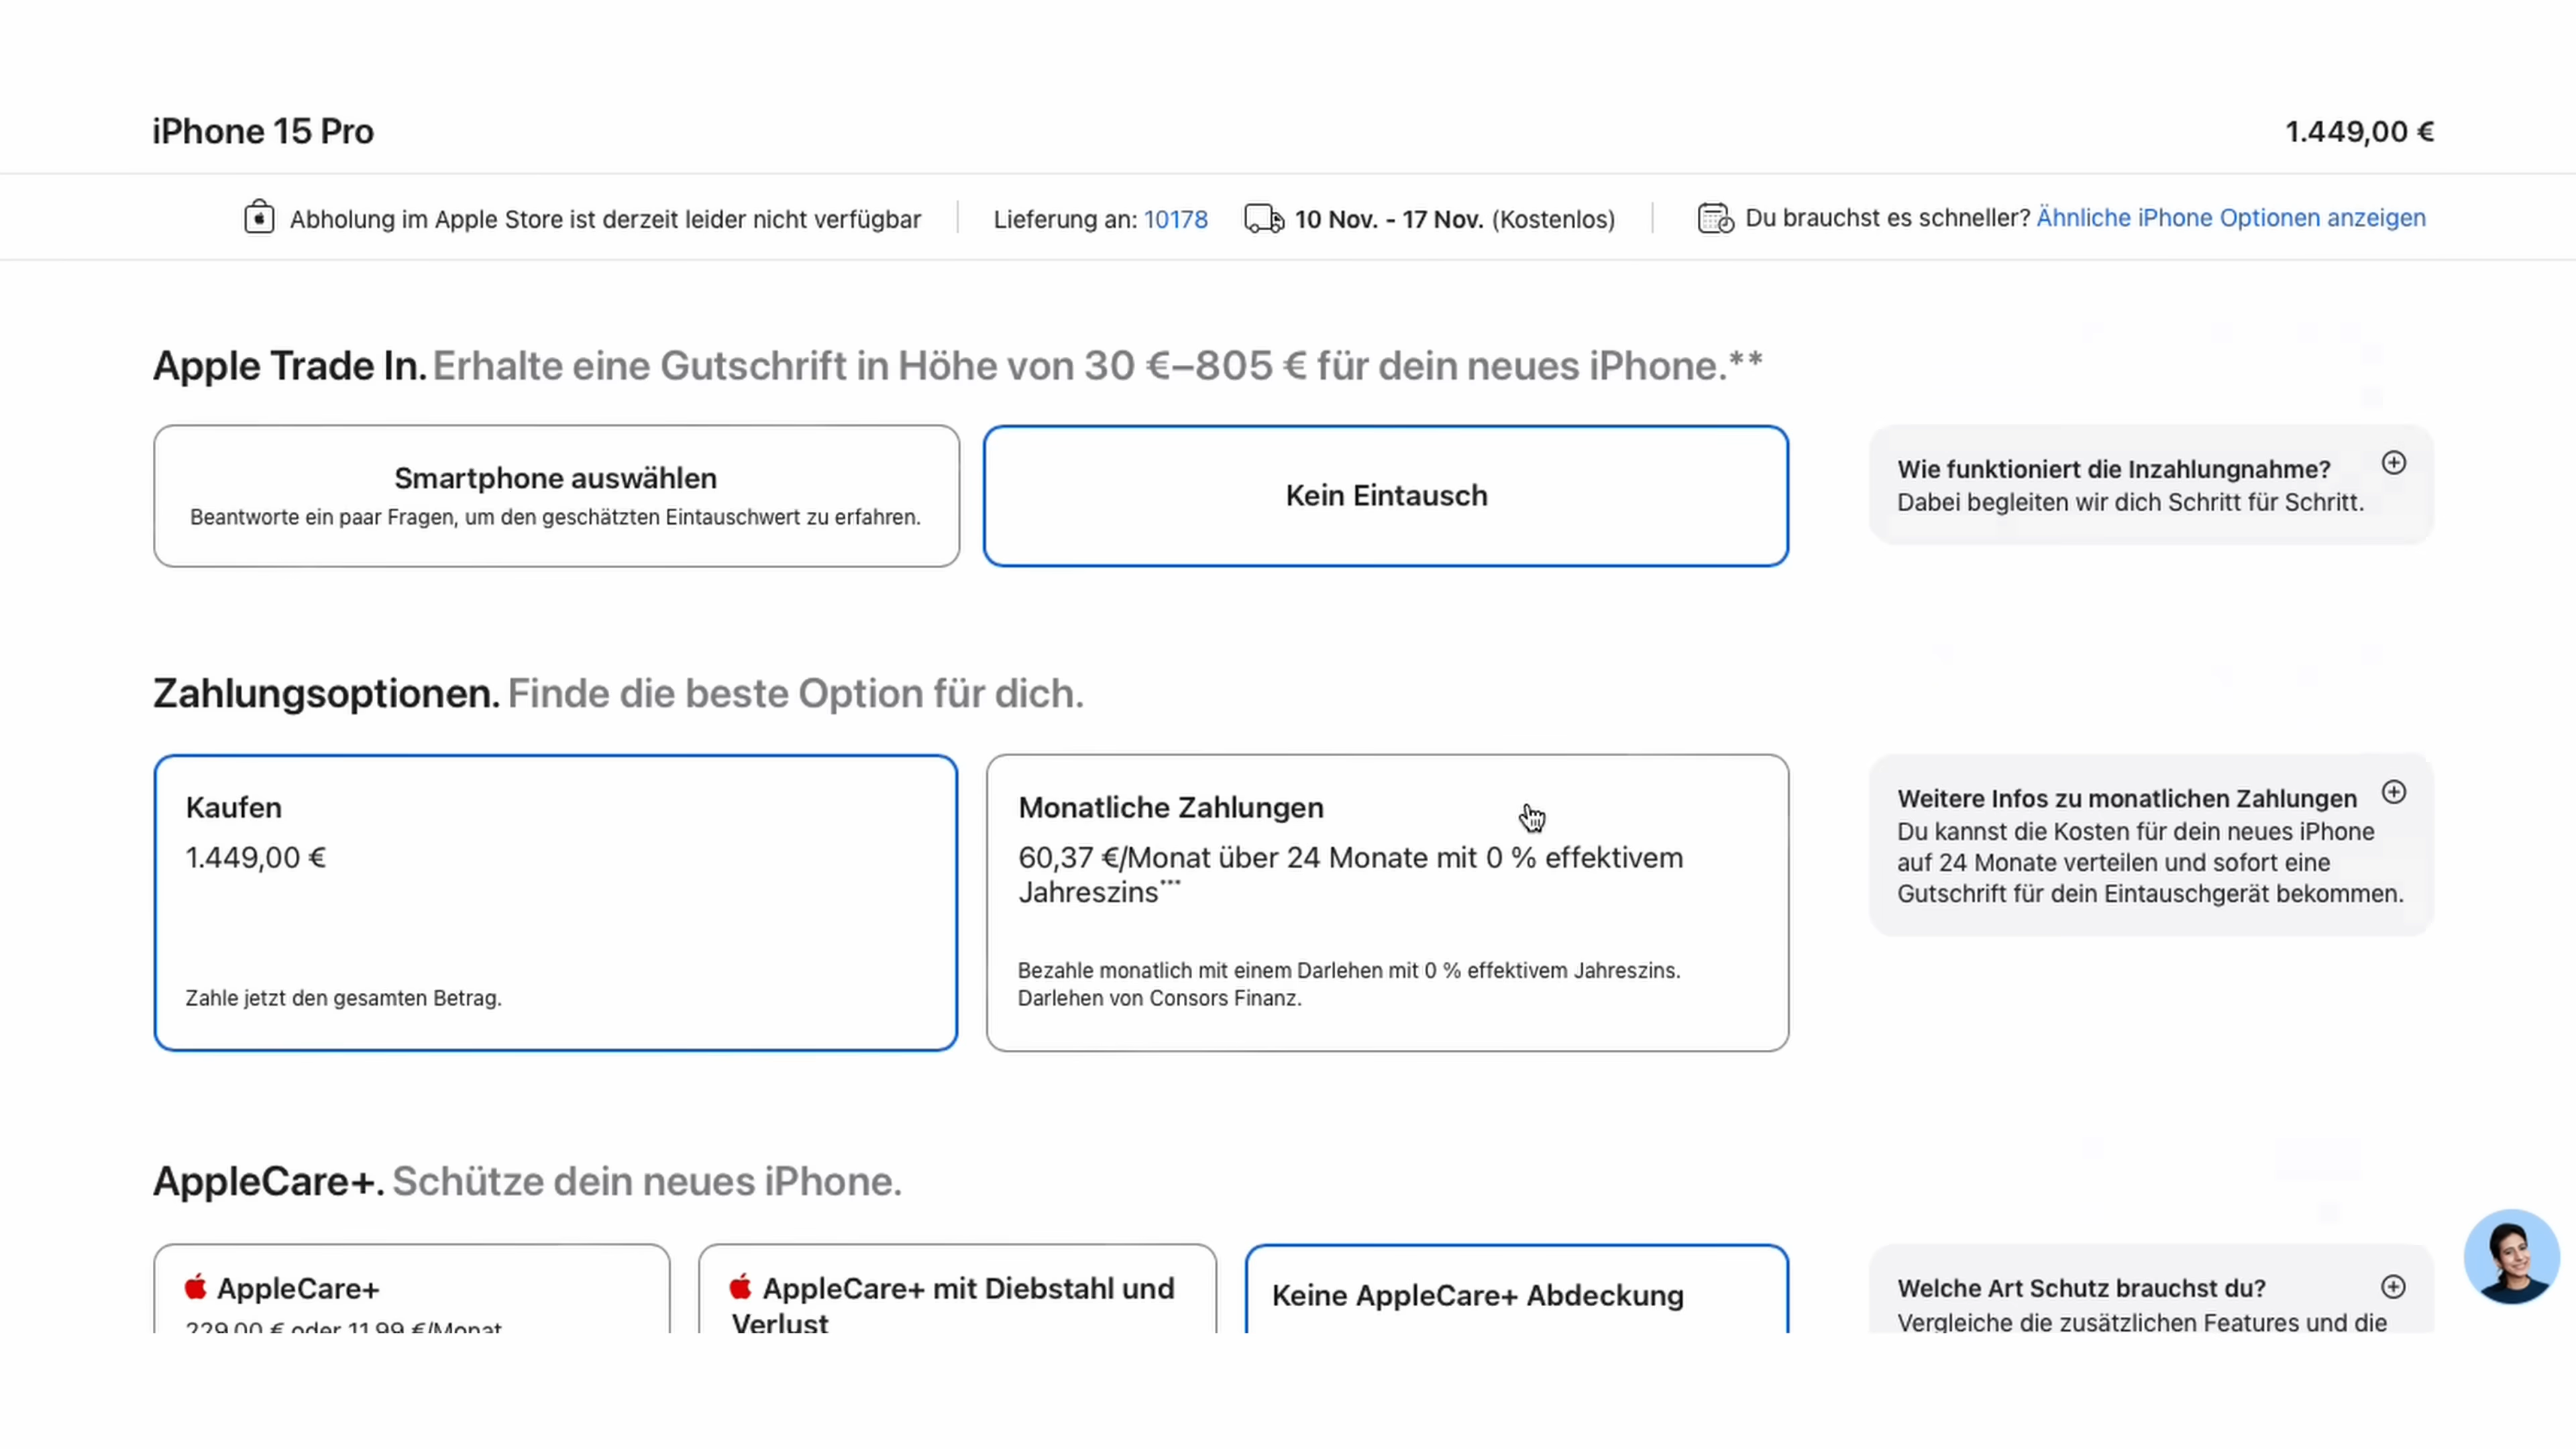 iPhone 15 Pro
1.449,00 €
Abholung im Apple Store ist derzeit leider nicht verfügbar
Lieferung an: 10178
10 Nov. - 17 Nov. (Kostenlos)
Du brauchst es schneller? Ähnliche iPhone Optionen anzeigen
Apple Trade In. Erhalte eine Gutschrift in Höhe von 30 €–805 € für dein neues iPhone.**
Smartphone auswählen
Beantworte ein paar Fragen, um den geschätzten Eintauschwert zu erfahren.
Kein Eintausch
Wie funktioniert die Inzahlungnahme?
Dabei begleiten wir dich Schritt für Schritt.
Zahlungsoptionen. Finde die beste Option für dich.
Kaufen
1.449,00 €
Zahle jetzt den gesamten Betrag.
Monatliche Zahlungen
60,37 €/Monat über 24 Monate mit 0 % effektivem
Jahreszins***
Bezahle monatlich mit einem Darlehen mit 0 % effektivem Jahreszins.
Darlehen von Consors Finanz.
Weitere Infos zu monatlichen Zahlungen
Du kannst die Kosten für dein neues iPhone
auf 24 Monate verteilen und sofort eine
Gutschrift für dein Eintauschgerät bekommen.
AppleCare+. Schütze dein neues iPhone.
AppleCare+
229,00 € oder 11,99 €/Monat
AppleCare+ mit Diebstahl und
Verlust
Keine AppleCare+ Abdeckung
Welche Art Schutz brauchst du?
Vergleiche die zusätzlichen Features und die